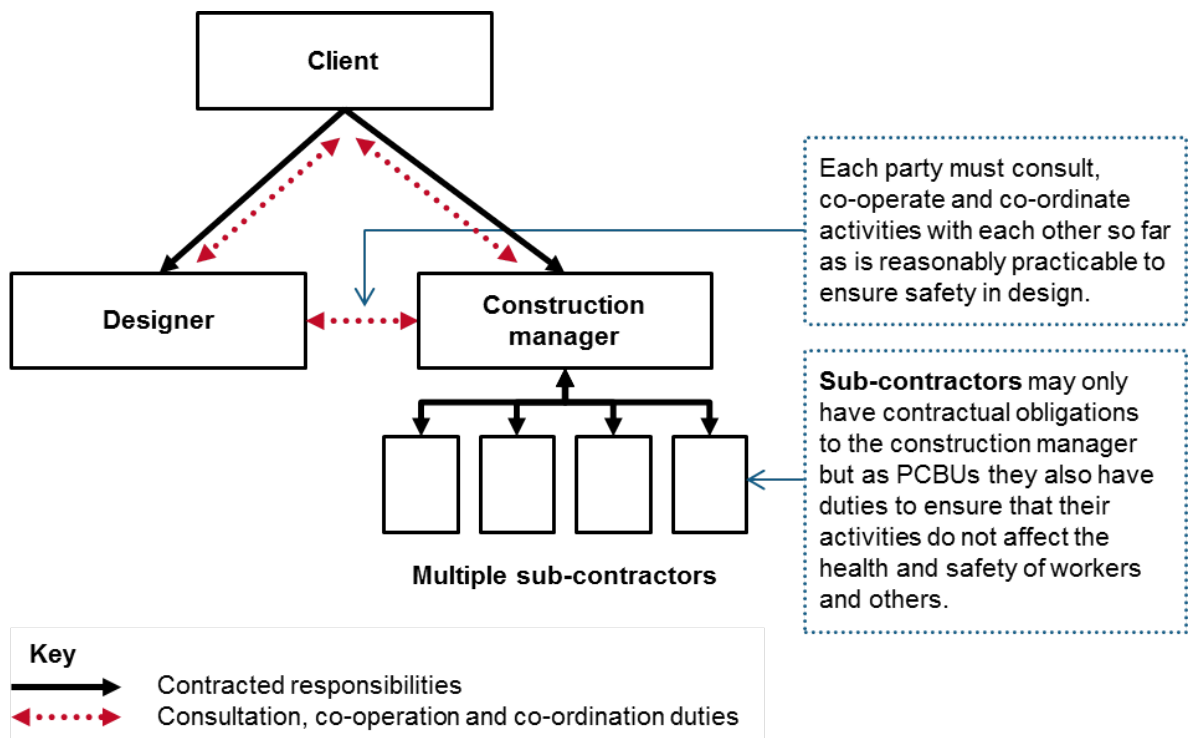 Client
Each party must consult,
co-operate and co-ordinate
activities with each other so far
as is reasonably practicable to
ensure safety in design.
Designer
Construction
manager
Sub-contractors may only
have contractual obligations
to the construction manager
but as PCBUs they also have
duties to ensure that their
activities do not affect the
health and safety of workers
and others.
Multiple sub-contractors
Key
Contracted responsibilities
Consultation, co-operation and co-ordination duties